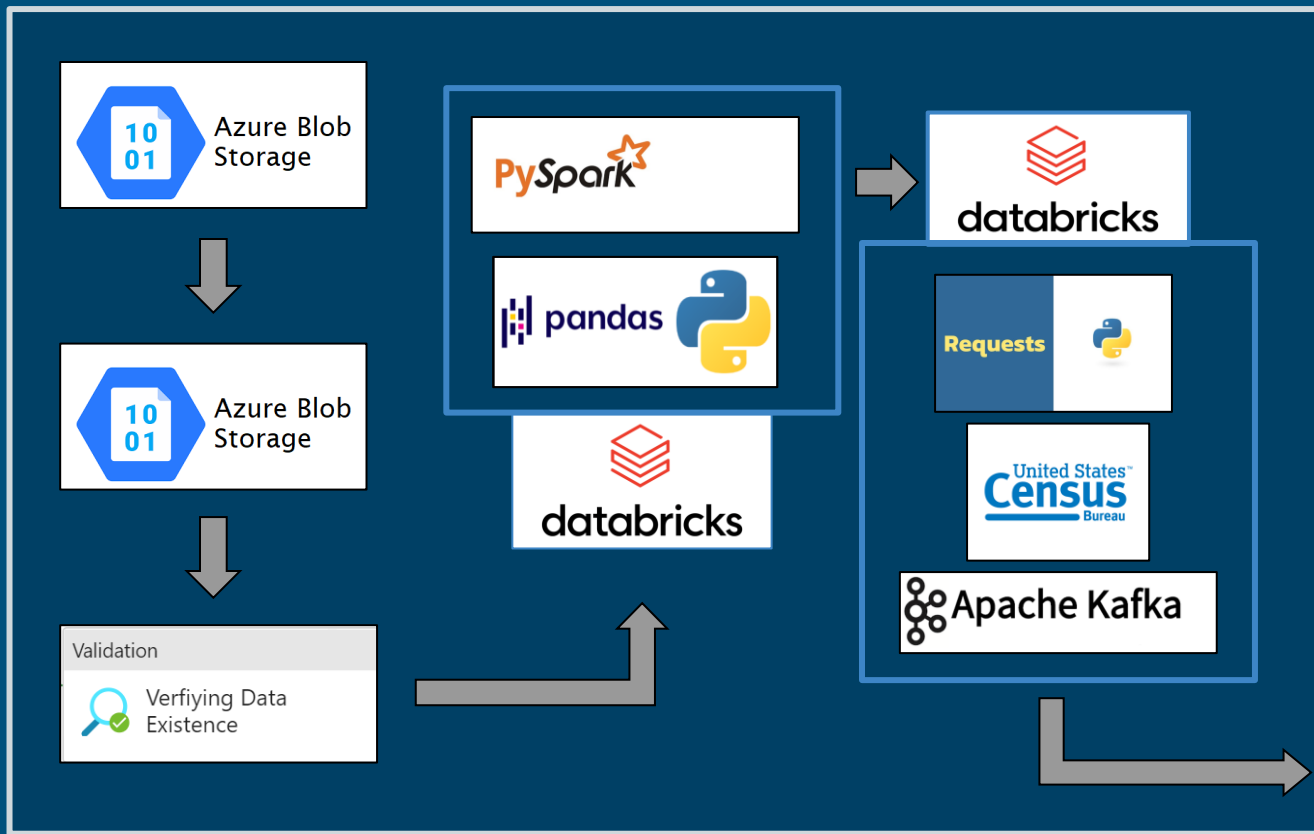 10
01
Azure Blob
Storage
10
01
Azure Blob
Storage
Validation
Verfiying Data
Existence
PySpark
pandas
databricks
databricks
Requests
United States™
Census
Bureau
Apache Kafka